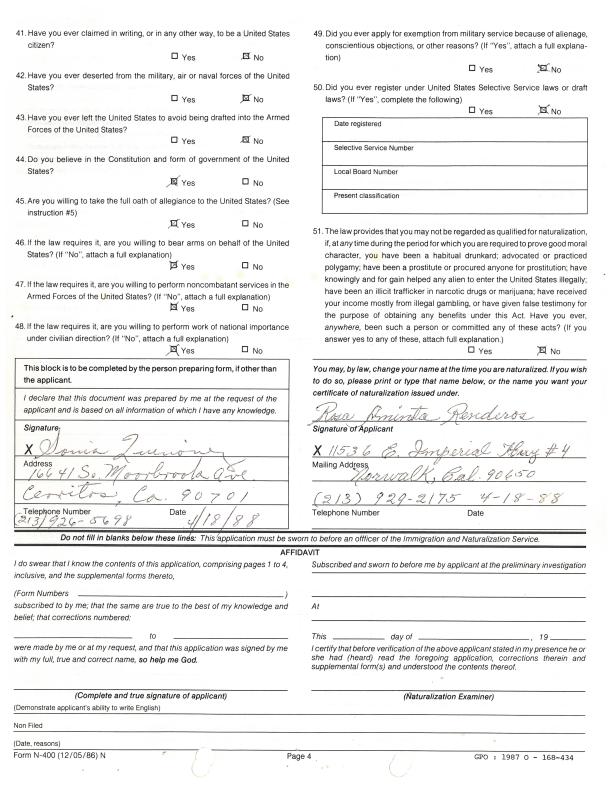 41. Have you ever claimed in writing, or in any other way, to be a United States
citizen?
☐ Yes ☒ No
42. Have you ever deserted from the military, air or naval forces of the United
States?
☐ Yes ☒ No
43. Have you ever left the United States to avoid being drafted into the Armed
Forces of the United States?
☐ Yes ☒ No
44. Do you believe in the Constitution and form of government of the United
States?
☒ Yes ☐ No
45. Are you willing to take the full oath of allegiance to the United States? (See
instruction #5)
☒ Yes ☐ No
46. If the law requires it, are you willing to bear arms on behalf of the United
States? (If "No", attach a full explanation)
☒ Yes ☐ No
47. If the law requires it, are you willing to perform noncombatant services in the
Armed Forces of the United States? (If "No", attach a full explanation)
☒ Yes ☐ No
48. If the law requires it, are you willing to perform work of national importance
under civilian direction? (If "No", attach a full explanation)
☒ Yes ☐ No
This block is to be completed by the person preparing form, if other than
the applicant.
I declare that this document was prepared by me at the request of the
applicant and is based on all information of which I have any knowledge.
Signature
X Sonia Quinonez
Address
16641 So. Moorbrook Ave.
Cerritos, Ca. 90701
Telephone Number Date
(213) 926-5698 4/18/88
49. Did you ever apply for exemption from military service because of alienage,
conscientious objections, or other reasons? (If "Yes", attach a full explana-
tion)
☐ Yes ☒ No
50. Did you ever register under United States Selective Service laws or draft
laws? (If "Yes", complete the following)
☐ Yes ☒ No
Date registered
Selective Service Number
Local Board Number
Present classification
51. The law provides that you may not be regarded as qualified for naturalization,
if, at any time during the period for which you are required to prove good moral
character, you have been a habitual drunkard; advocated or practiced
polygamy; have been a prostitute or procured anyone for prostitution; have
knowingly and for gain helped any alien to enter the United States illegally;
have been an illicit trafficker in narcotic drugs or marijuana; have received
your income mostly from illegal gambling, or have given false testimony for
the purpose of obtaining any benefits under this Act. Have you ever,
anywhere, been such a person or committed any of these acts? (If you
answer yes to any of these, attach full explanation.)
☐ Yes ☒ No
You may, by law, change your name at the time you are naturalized. If you wish
to do so, please print or type that name below, or the name you want your
certificate of naturalization issued under.
Rosa Aminta Renderos
Signature of Applicant
X 11536 E. Imperial Hwy #4
Mailing Address
Norwalk, Cal. 90650
(213) 929-2175 4-18-88
Telephone Number Date
Do not fill in blanks below these lines: This application must be sworn to before an officer of the Immigration and Naturalization Service.
AFFIDAVIT
I do swear that I know the contents of this application, comprising pages 1 to 4,
inclusive, and the supplemental forms thereto,
(Form Numbers )
subscribed to by me; that the same are true to the best of my knowledge and
belief; that corrections numbered:
to
were made by me or at my request, and that this application was signed by me
with my full, true and correct name, so help me God.
(Complete and true signature of applicant)
Subscribed and sworn to before me by applicant at the preliminary investigation
At
This day of , 19
I certify that before verification of the above applicant stated in my presence he or
she had (heard) read the foregoing application, corrections therein and
supplemental form(s) and understood the contents thereof.
(Naturalization Examiner)
(Demonstrate applicant's ability to write English)
Non Filed
(Date, reasons)
Form N-400 (12/05/86) N Page 4 GPO : 1987 O - 168-434